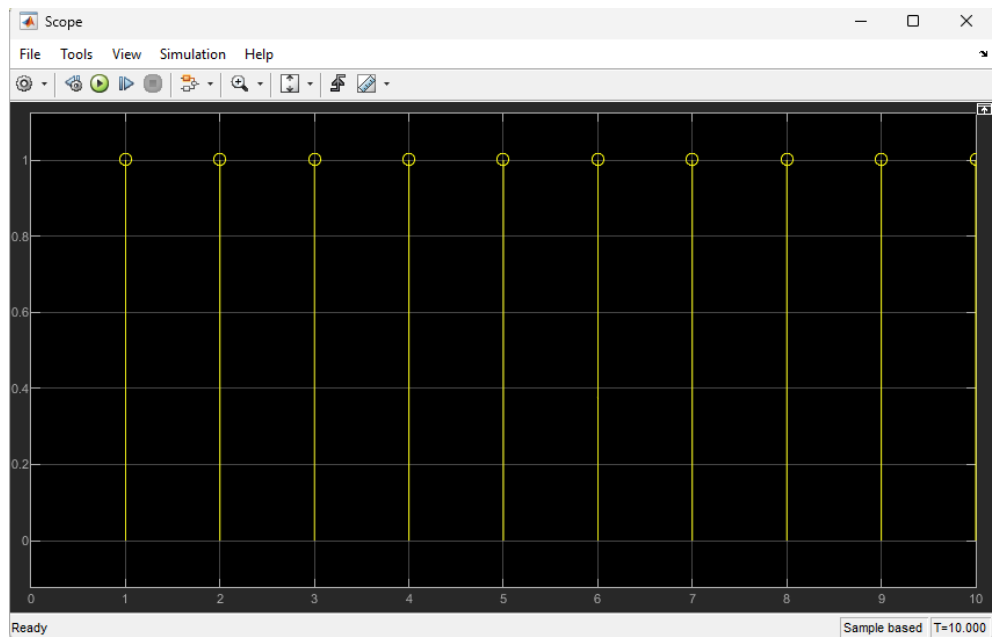 Scope
File Tools View Simulation Help
1
0.8
0.6
0.4
0.2
0
0 1 2 3 4 5 6 7 8 9 10
Ready Sample based T=10.000